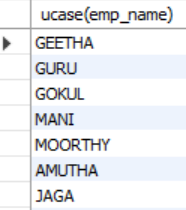 ucase(emp_name)
GEETHA
GURU
GOKUL
MANI
MOORTHY
AMUTHA
JAGA